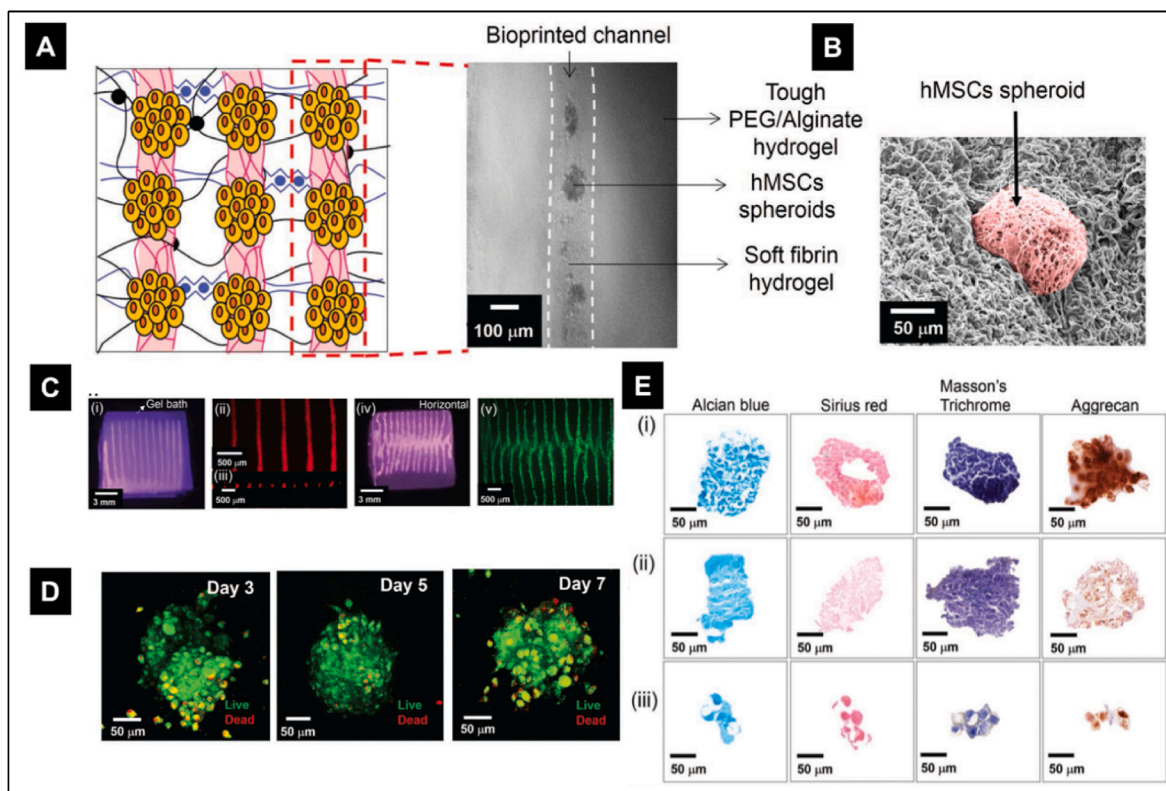 A
Bioprinted channel
Tough
PEG/Alginate
hydrogel
hMSCs
spheroids
Soft fibrin
hydrogel
100 μm
B
hMSCs spheroid
50 μm
C
(i)
Gel bath
3 mm
(ii)
500 μm
(iii)
500 μm
(iv)
Horizontal
3 mm
(v)
500 μm
D
Day 3
Live
Dead
50 μm
Day 5
Live
Dead
50 μm
Day 7
Live
Dead
50 μm
E
Alcian blue
Sirius red
Masson's
Trichrome
Aggrecan
(i)
50 μm
50 μm
50 μm
50 μm
(ii)
50 μm
50 μm
50 μm
50 μm
(iii)
50 μm
50 μm
50 μm
50 μm